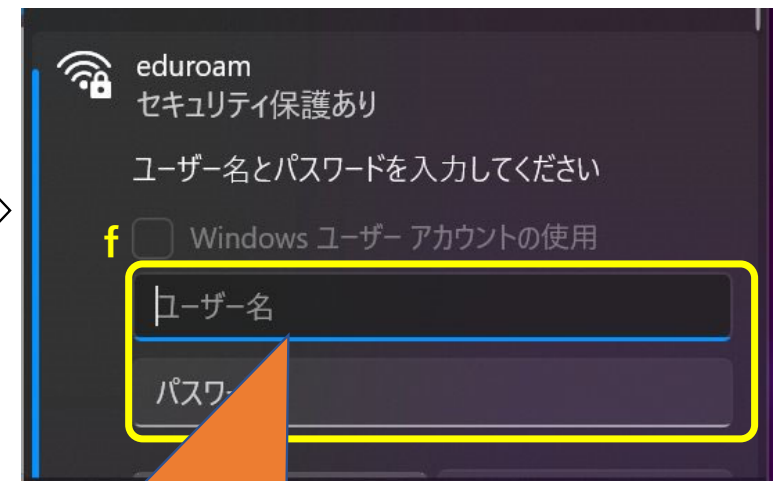 eduroam
セキュリティ保護あり
ユーザー名とパスワードを入力してください
f Windows ユーザー アカウントの使用
ユーザー名
パスワ